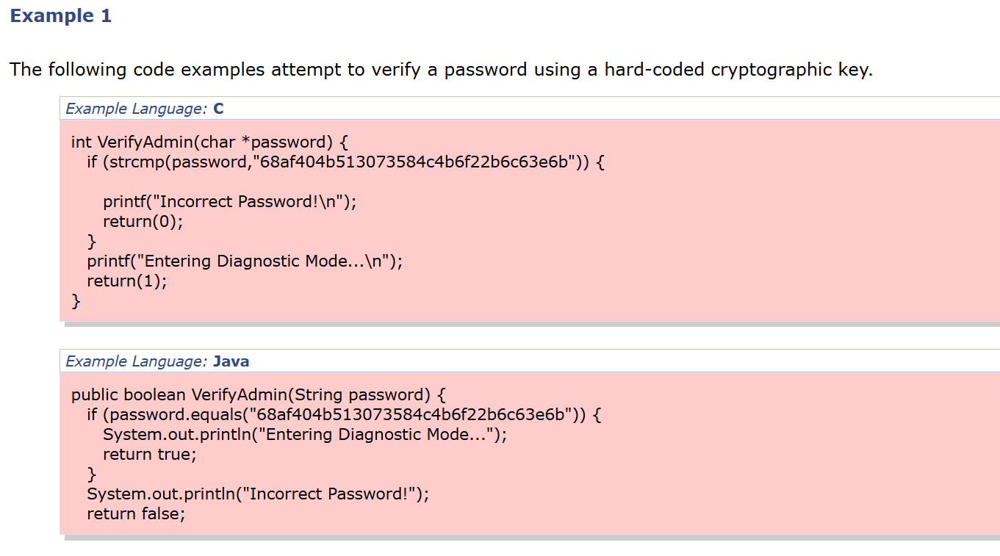 Example 1
The following code examples attempt to verify a password using a hard-coded cryptographic key.
Example Language: C
int VerifyAdmin(char *password) {
if (strcmp(password,"68af404b513073584c4b6f22b6c63e6b")) {
printf("Incorrect Password!\n");
return(0);
}
printf("Entering Diagnostic Mode...\n");
return(1);
}
Example Language: Java
public boolean VerifyAdmin(String password) {
if (password.equals("68af404b513073584c4b6f22b6c63e6b")) {
System.out.println("Entering Diagnostic Mode...");
return true;
}
System.out.println("Incorrect Password!");
return false;